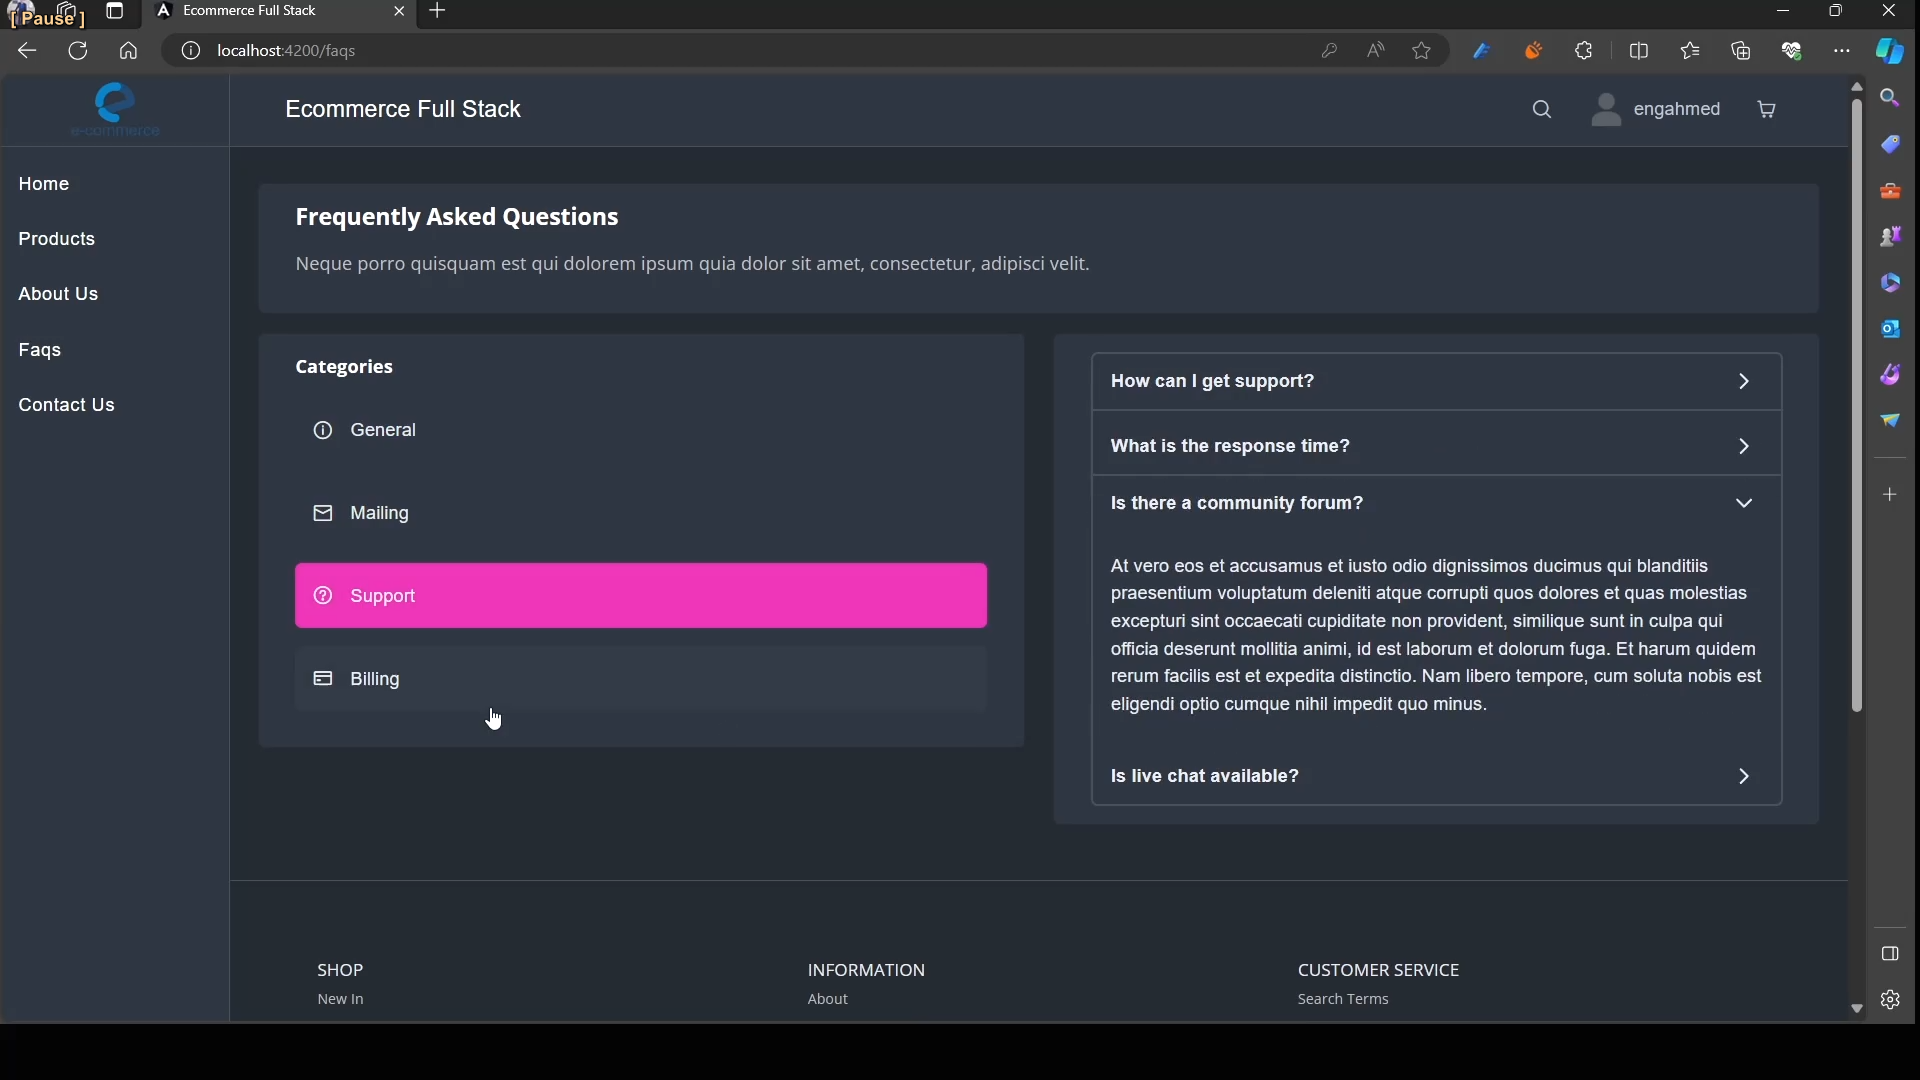 [ Pause ]
Ecommerce Full Stack
localhost:4200/faqs
e-commerce
Ecommerce Full Stack
engahmed
Home
Products
About Us
Faqs
Contact Us
Frequently Asked Questions
Neque porro quisquam est qui dolorem ipsum quia dolor sit amet, consectetur, adipisci velit.
Categories
General
Mailing
Support
Billing
How can I get support?
What is the response time?
Is there a community forum?
At vero eos et accusamus et iusto odio dignissimos ducimus qui blanditiis
praesentium voluptatum deleniti atque corrupti quos dolores et quas molestias
excepturi sint occaecati cupiditate non provident, similique sunt in culpa qui
officia deserunt mollitia animi, id est laborum et dolorum fuga. Et harum quidem
rerum facilis est et expedita distinctio. Nam libero tempore, cum soluta nobis est
eligendi optio cumque nihil impedit quo minus.
Is live chat available?
SHOP
New In
INFORMATION
About
CUSTOMER SERVICE
Search Terms